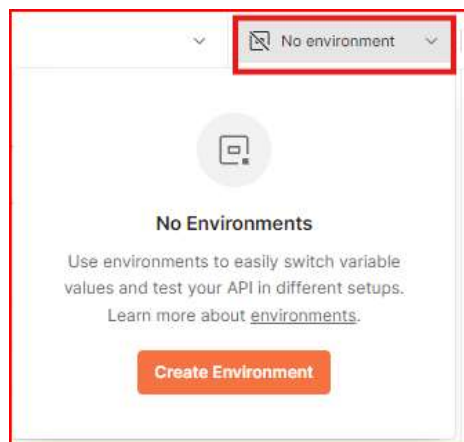 No environment
No Environments
Use environments to easily switch variable
values and test your API in different setups.
Learn more about environments.
Create Environment